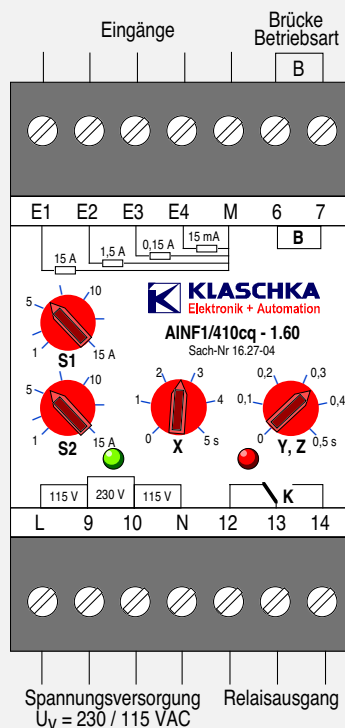 Eingänge
Brücke
Betriebsart
B
E1 E2 E3 E4 M 6 7
15 mA
0,15 A
1,5 A
15 A
B
KLASCHKA
Elektronik + Automation
AINF1/410cq - 1.60
Sach-Nr 16.27-04
1 5 10 15 A
S1
1 5 10 15 A
S2
0 1 2 3 4 5 s
X
0 0,1 0,2 0,3 0,4 0,5 s
Y, Z
115 V 230 V 115 V
K
L 9 10 N 12 13 14
Spannungsversorgung
Uv = 230 / 115 VAC
Relaisausgang